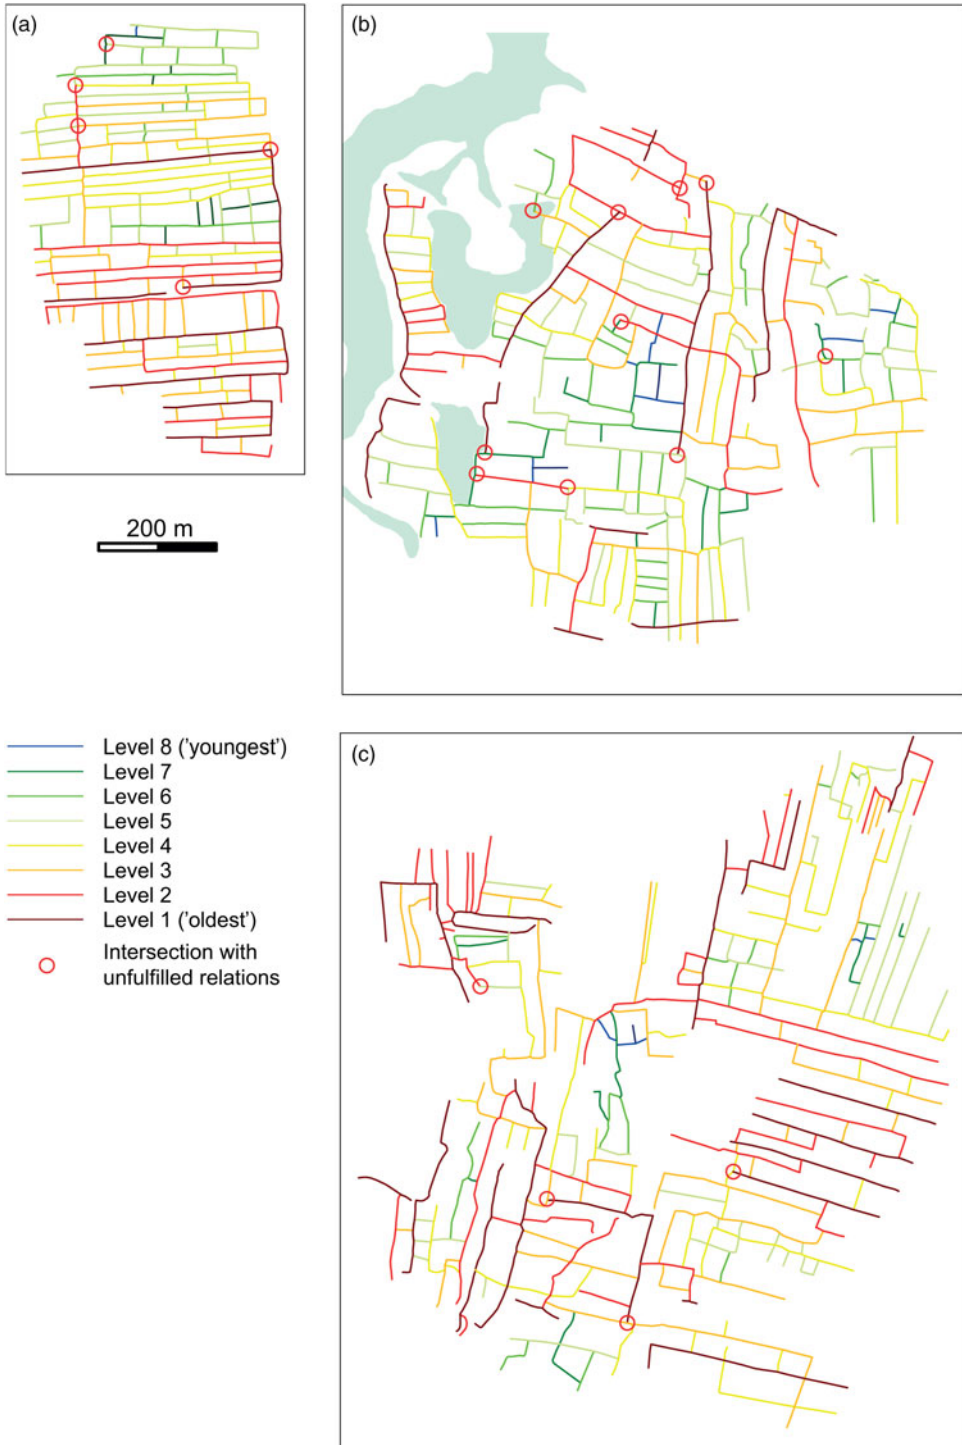 (a)
(b)
200 m
Level 8 ('youngest')
Level 7
Level 6
Level 5
Level 4
Level 3
Level 2
Level 1 ('oldest')
Intersection with
unfulfilled relations
(c)